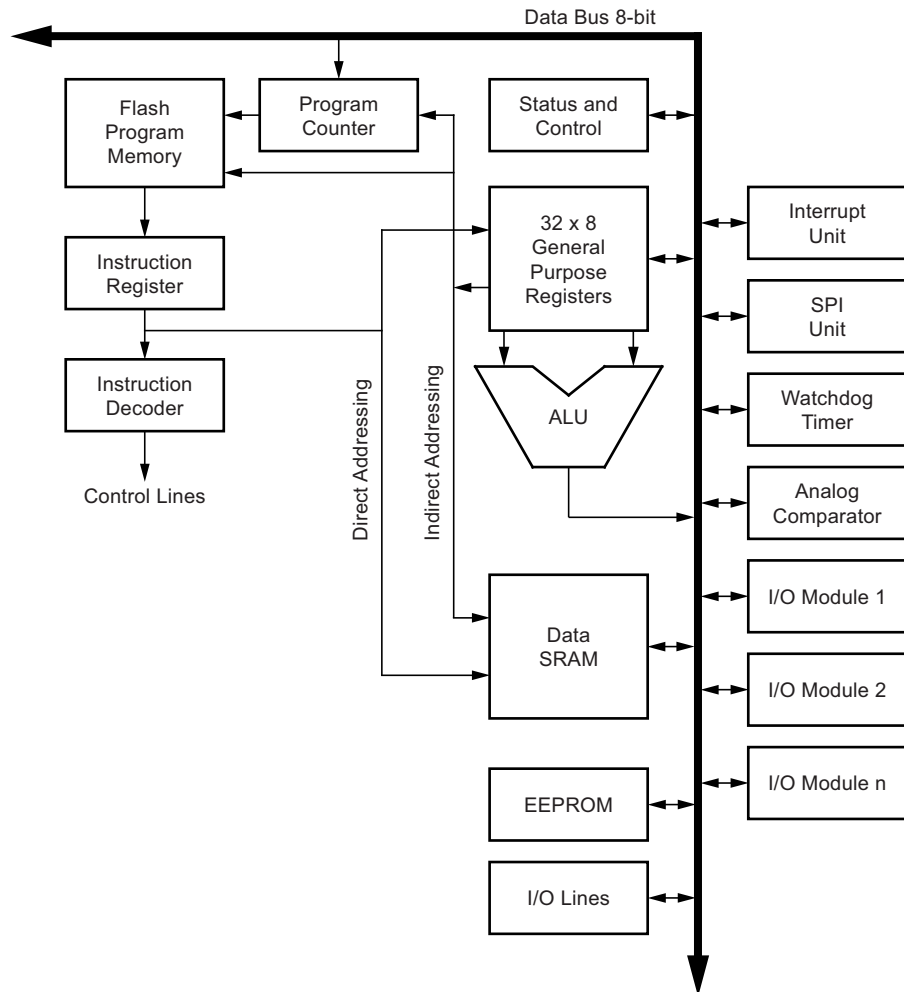 Data Bus 8-bit
Flash
Program
Memory
Program
Counter
Status and
Control
Instruction
Register
32 x 8
General
Purpose
Registers
Interrupt
Unit
SPI
Unit
Instruction
Decoder
ALU
Watchdog
Timer
Control Lines
Direct Addressing
Indirect Addressing
Analog
Comparator
I/O Module 1
Data
SRAM
I/O Module 2
EEPROM
I/O Module n
I/O Lines